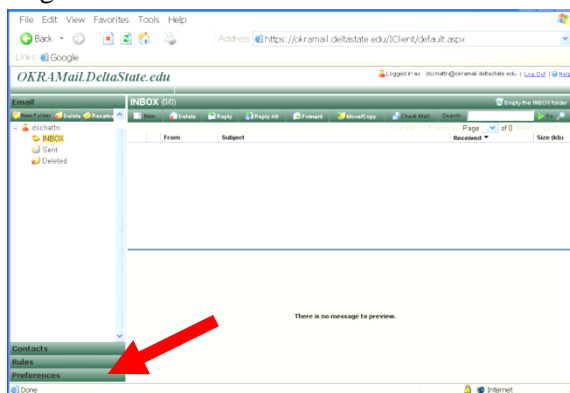 File Edit View Favorites Tools Help
Back Address https://okramail.deltastate.edu/IClient/default.aspx
Links Google
OKRAMail.DeltaState.edu Logged in as dschattn@okramail.deltastate.edu | Log Out | Help
Email INBOX (0/0) Empty the INBOX folder
New Folder Delete Rename New Delete Reply Reply All Forward Move/Copy Check Mail Search Go
dschattn Page of 0
INBOX From Subject Received Size (kb)
Sent
Deleted
There is no message to preview.
Contacts
Rules
Preferences
Done Internet